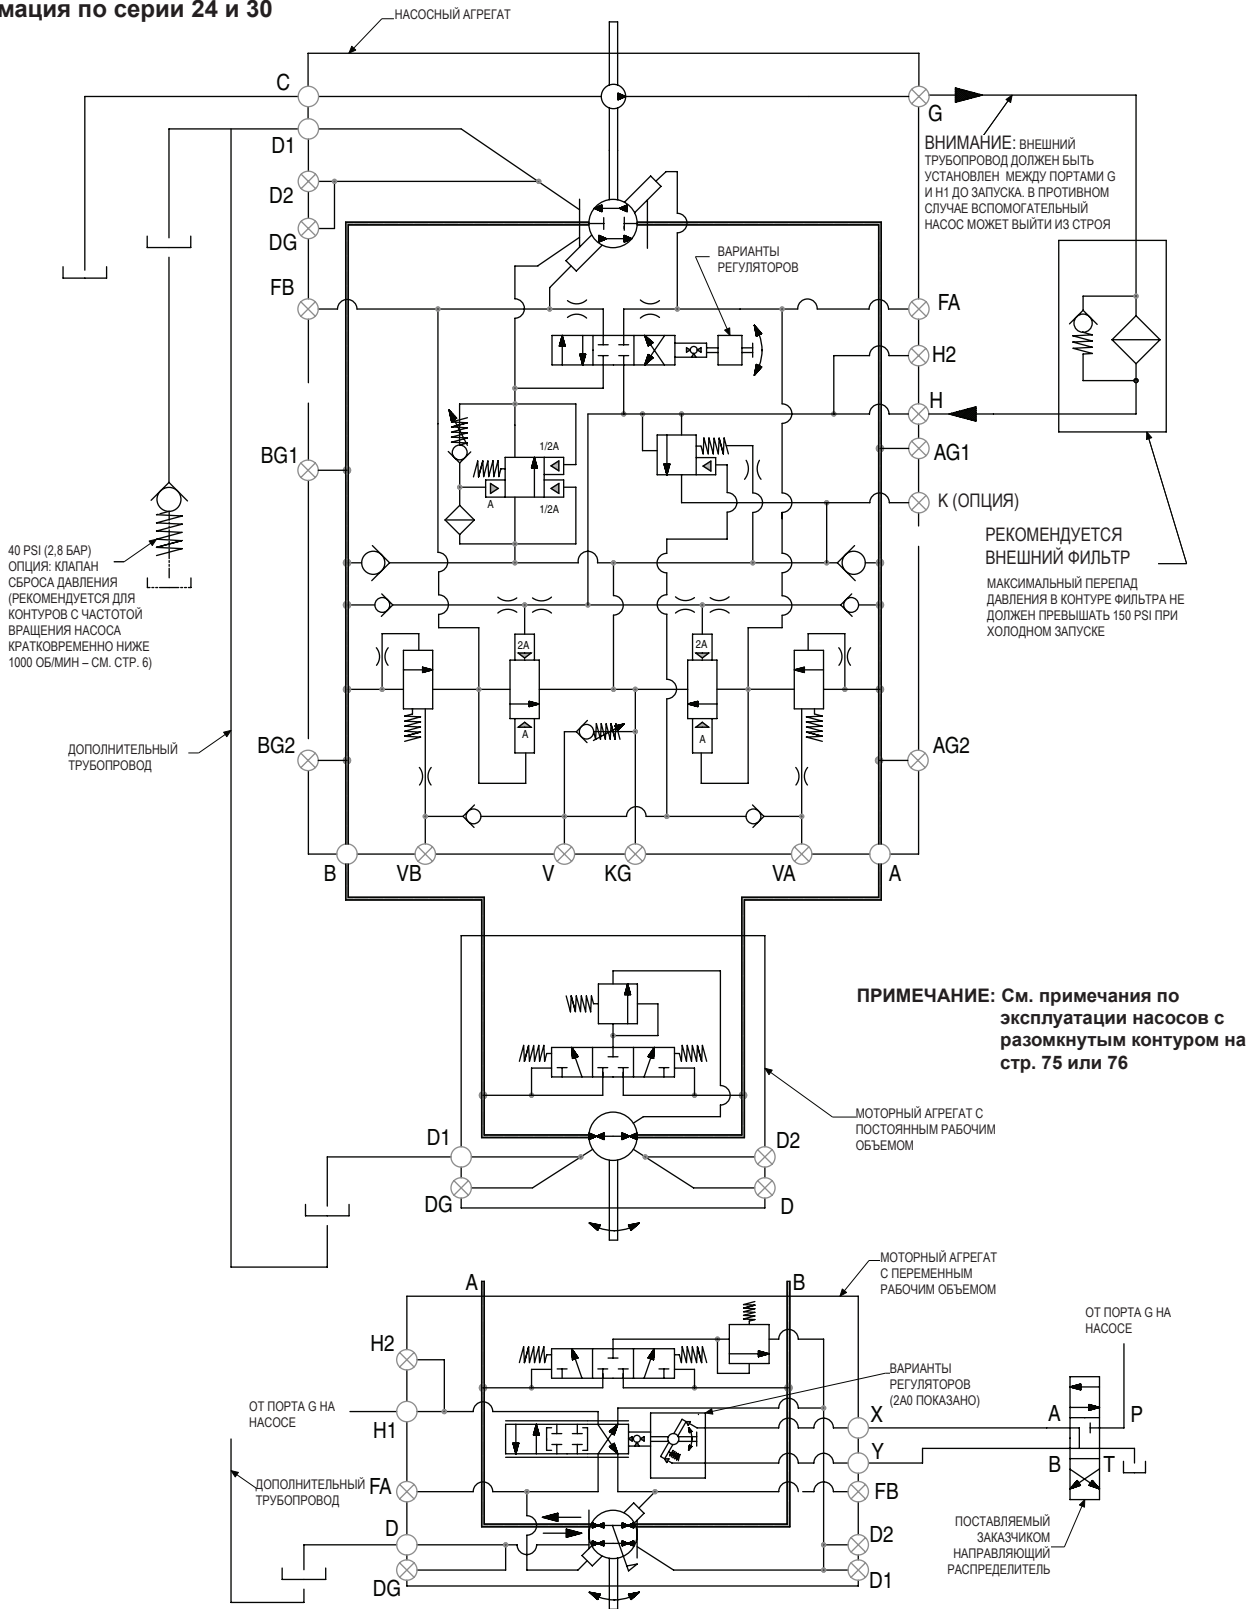 мация по серии 24 и 30
НАСОСНЫЙ АГРЕГАТ
C
G
D1
D2
DG
FB
ВНИМАНИЕ: ВНЕШНИЙ
ТРУБОПРОВОД ДОЛЖЕН БЫТЬ
УСТАНОВЛЕН МЕЖДУ ПОРТАМИ G
И H1 ДО ЗАПУСКА. В ПРОТИВНОМ
СЛУЧАЕ ВСПОМОГАТЕЛЬНЫЙ
НАСОС МОЖЕТ ВЫЙТИ ИЗ СТРОЯ
ВАРИАНТЫ
РЕГУЛЯТОРОВ
FA
H2
H
AG1
BG1
1/2A
A
1/2A
K (ОПЦИЯ)
РЕКОМЕНДУЕТСЯ
ВНЕШНИЙ ФИЛЬТР
МАКСИМАЛЬНЫЙ ПЕРЕПАД
ДАВЛЕНИЯ В КОНТУРЕ ФИЛЬТРА НЕ
ДОЛЖЕН ПРЕВЫШАТЬ 150 PSI ПРИ
ХОЛОДНОМ ЗАПУСКЕ
40 PSI (2,8 БАР)
ОПЦИЯ: КЛАПАН
СБРОСА ДАВЛЕНИЯ
(РЕКОМЕНДУЕТСЯ ДЛЯ
КОНТУРОВ С ЧАСТОТОЙ
ВРАЩЕНИЯ НАСОСА
КРАТКОВРЕМЕННО НИЖЕ
1000 ОБ/МИН – СМ. СТР. 6)
2A
2A
A
A
ДОПОЛНИТЕЛЬНЫЙ
ТРУБОПРОВОД
BG2
AG2
B
VB
V
KG
VA
A
ПРИМЕЧАНИЕ: См. примечания по
эксплуатации насосов с
разомкнутым контуром на
стр. 75 или 76
МОТОРНЫЙ АГРЕГАТ С
ПОСТОЯННЫМ РАБОЧИМ
ОБЪЕМОМ
D1
D2
DG
D
МОТОРНЫЙ АГРЕГАТ
С ПЕРЕМЕННЫМ
РАБОЧИМ ОБЪЕМОМ
A
B
ОТ ПОРТА G НА
НАСОСЕ
H2
ВАРИАНТЫ
РЕГУЛЯТОРОВ
(2A0 ПОКАЗАНО)
ОТ ПОРТА G НА
НАСОСЕ
H1
X
A
P
Y
B
T
ДОПОЛНИТЕЛЬНЫЙ
ТРУБОПРОВОД
FA
FB
D
D2
DG
D1
ПОСТАВЛЯЕМЫЙ
ЗАКАЗЧИКОМ
НАПРАВЛЯЮЩИЙ
РАСПРЕДЕЛИТЕЛЬ